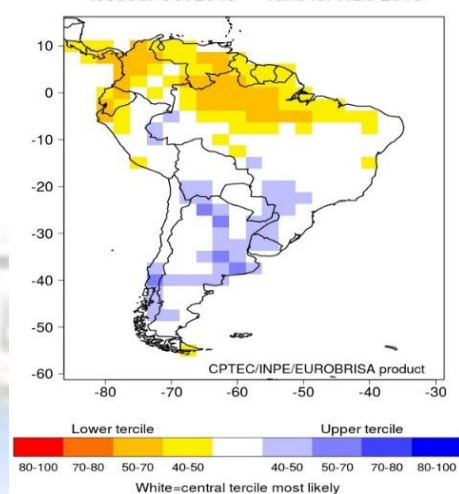 10
0
-10
-20
-30
-40
-50
-60
CPTEC/INPE/EUROBRISA product
-80 -70 -60 -50 -40 -30
Lower tercile Upper tercile
80-100 70-80 50-70 40-50 40-50 50-70 70-80 80-100
White=central tercile most likely